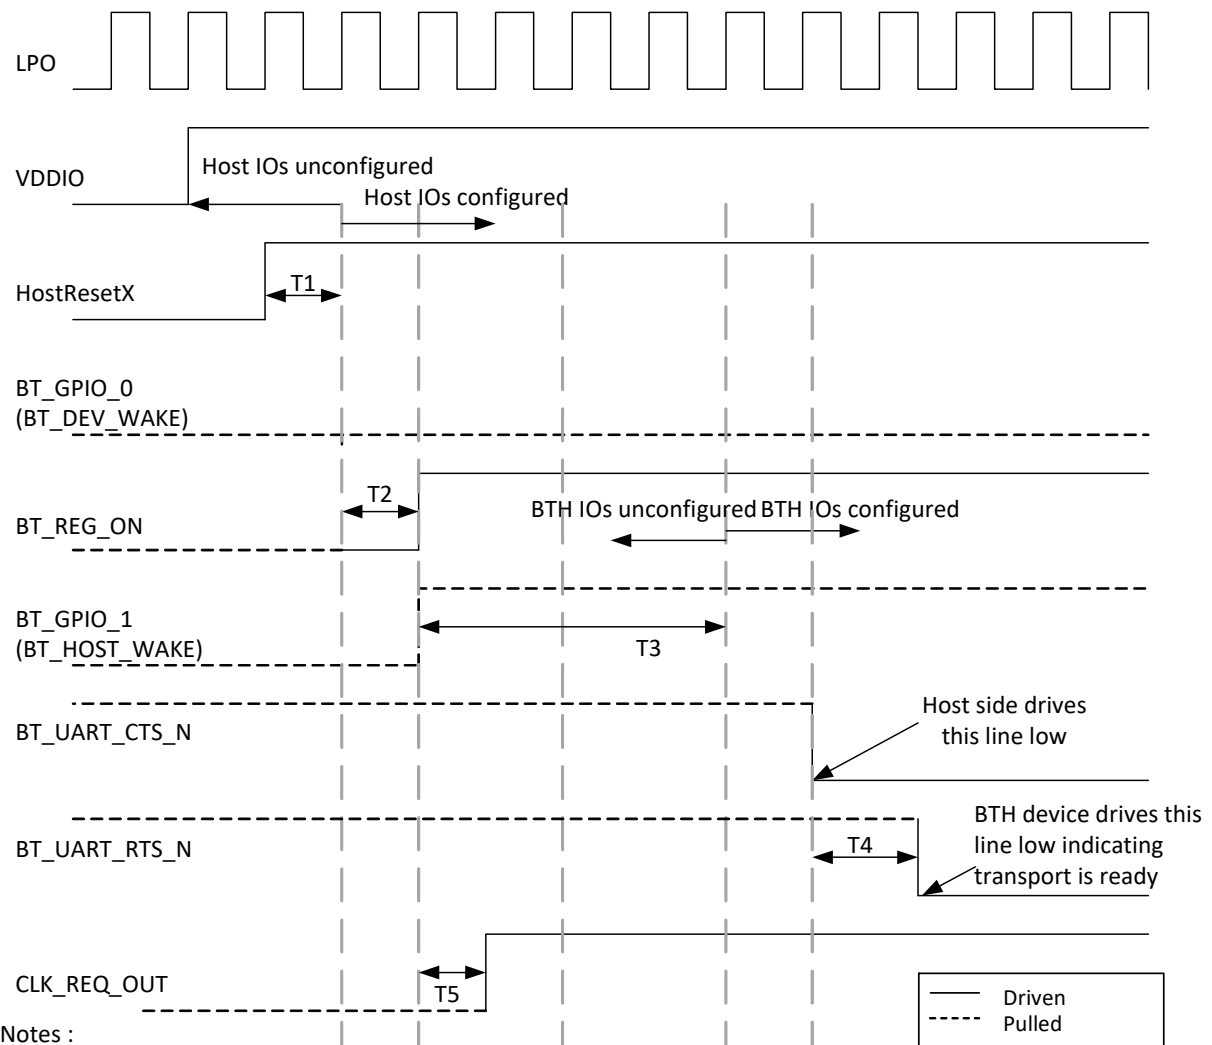 LPO
VDDIO
Host IOs unconfigured
Host IOs configured
HostResetX
T1
BT_GPIO_0
(BT_DEV_WAKE)
BT_REG_ON
T2
BTH IOs unconfigured
BTH IOs configured
BT_GPIO_1
(BT_HOST_WAKE)
T3
BT_UART_CTS_N
Host side drives
this line low
BT_UART_RTS_N
T4
BTH device drives this
line low indicating
transport is ready
CLK_REQ_OUT
T5
Driven
Pulled
Notes :